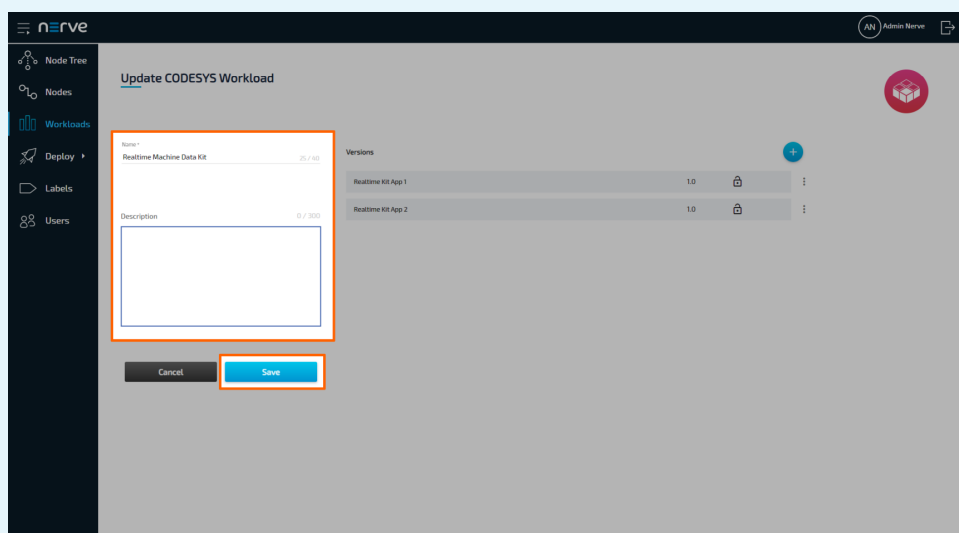 nerve
AN Admin Nerve
Node Tree
Nodes
Workloads
Deploy
Labels
Users
Update CODESYS Workload
Name *
Realtime Machine Data Kit 25 / 40
Description 0 / 300
Cancel Save
Versions
Realtime Kit App 1 1.0
Realtime Kit App 2 1.0